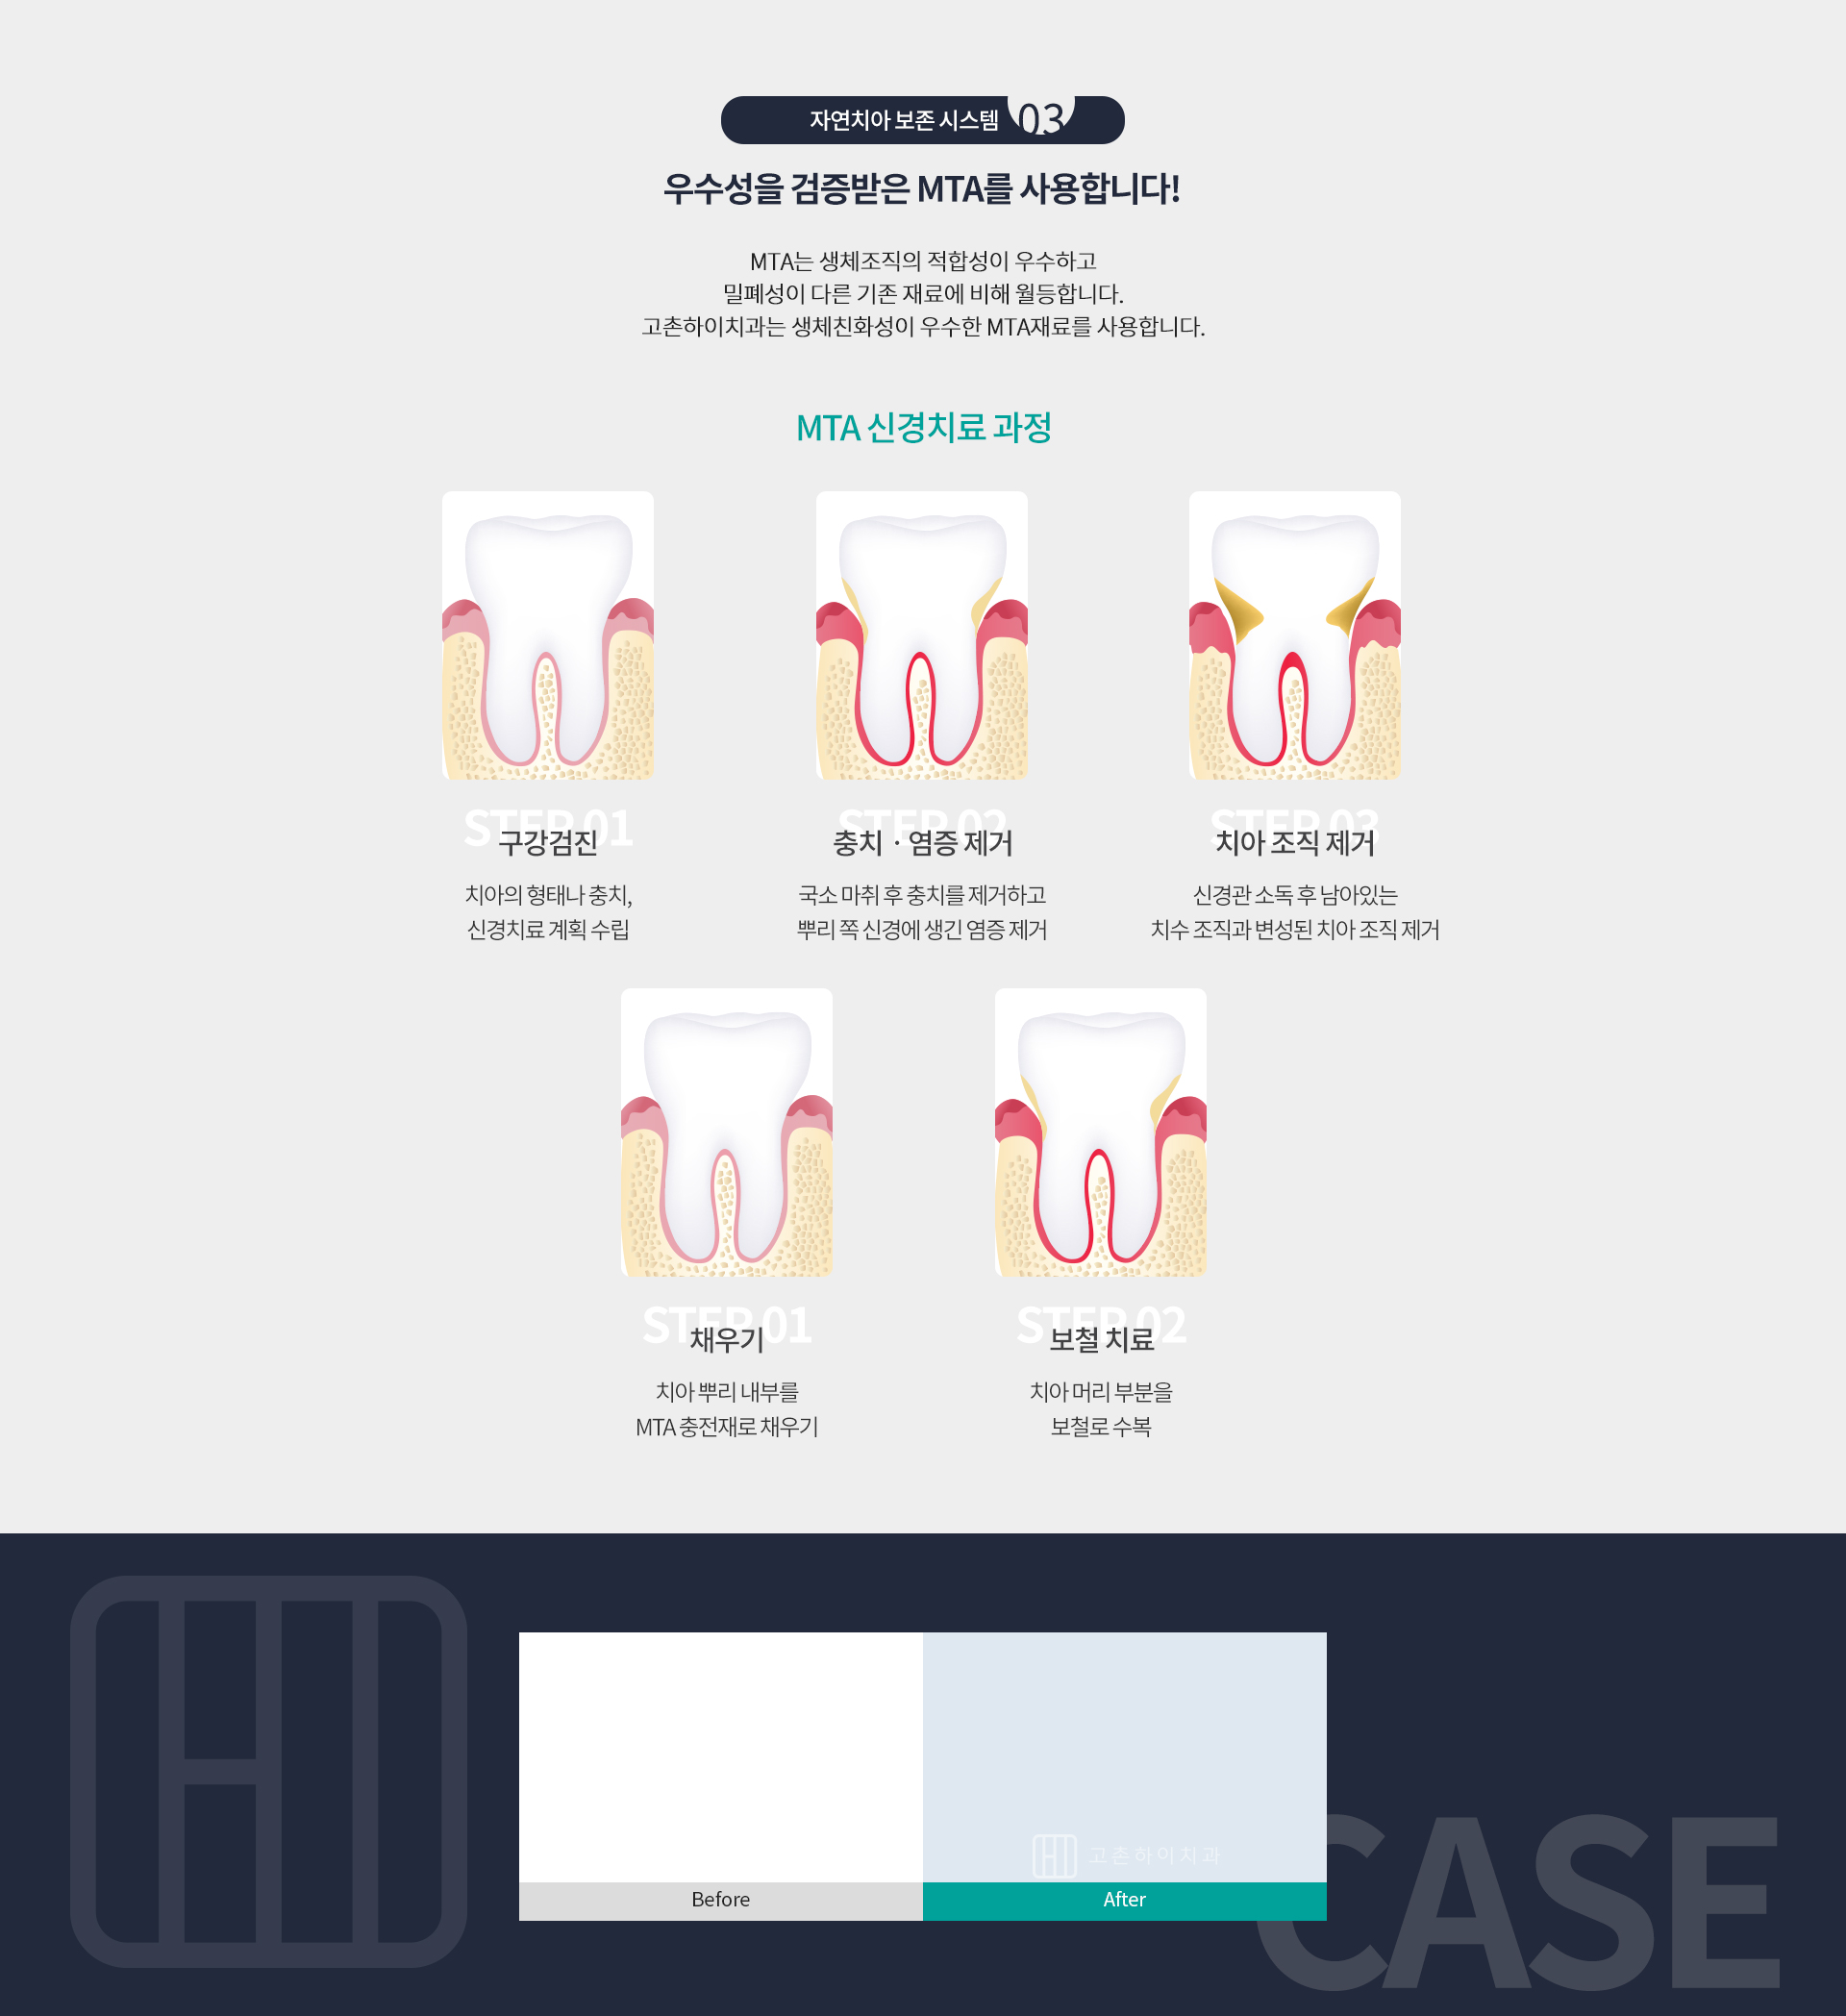 자연치아 보존 시스템 03
우수성을 검증받은 MTA를 사용합니다!
MTA는 생체조직의 적합성이 우수하고
밀폐성이 다른 기존 재료에 비해 월등합니다.
고촌하이치과는 생체친화성이 우수한 MTA재료를 사용합니다.
MTA 신경치료 과정
STEP 01
구강검진
치아의 형태나 충치,
신경치료 계획 수립
STEP 02
충치 · 염증 제거
국소 마취 후 충치를 제거하고
뿌리 쪽 신경에 생긴 염증 제거
STEP 03
치아 조직 제거
신경관 소독 후 남아있는
치수 조직과 변성된 치아 조직 제거
STEP 01
채우기
치아 뿌리 내부를
MTA 충전재로 채우기
STEP 02
보철 치료
치아 머리 부분을
보철로 수복
고촌하이치과
Before
After
CASE